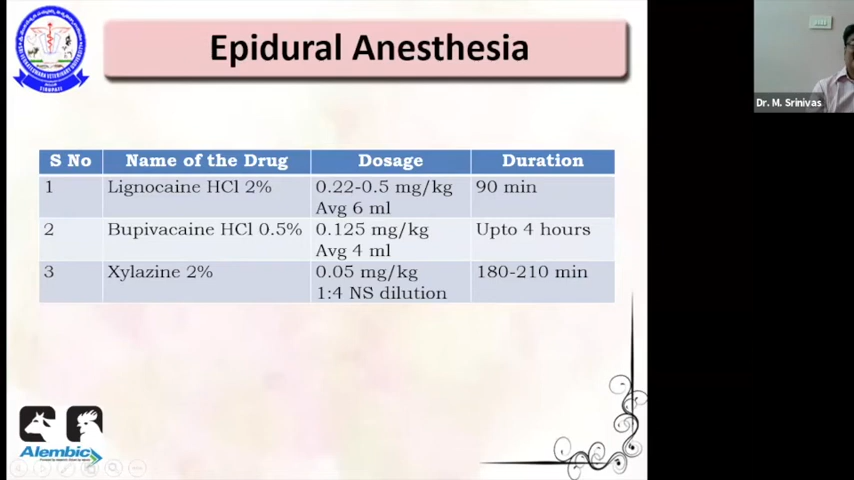 Epidural Anesthesia
Dr. M. Srinivas
S No Name of the Drug Dosage Duration
1 Lignocaine HCl 2% 0.22-0.5 mg/kg 90 min
Avg 6 ml
2 Bupivacaine HCl 0.5% 0.125 mg/kg Upto 4 hours
Avg 4 ml
3 Xylazine 2% 0.05 mg/kg 180-210 min
1:4 NS dilution
TIRUPATI
Alembic